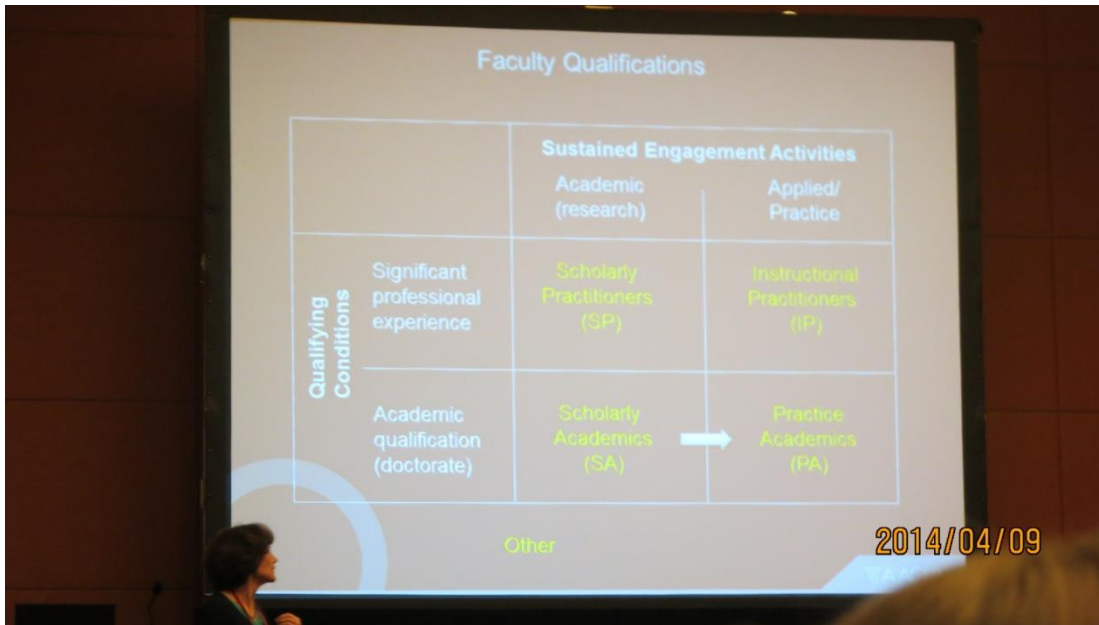 Faculty Qualifications
Sustained Engagement Activities
Academic
(research)
Applied/
Practice
Qualifying
Conditions
Significant
professional
experience
Scholarly
Practitioners
(SP)
Instructional
Practitioners
(IP)
Academic
qualification
(doctorate)
Scholarly
Academics
(SA)
Practice
Academics
(PA)
Other
2014/04/09